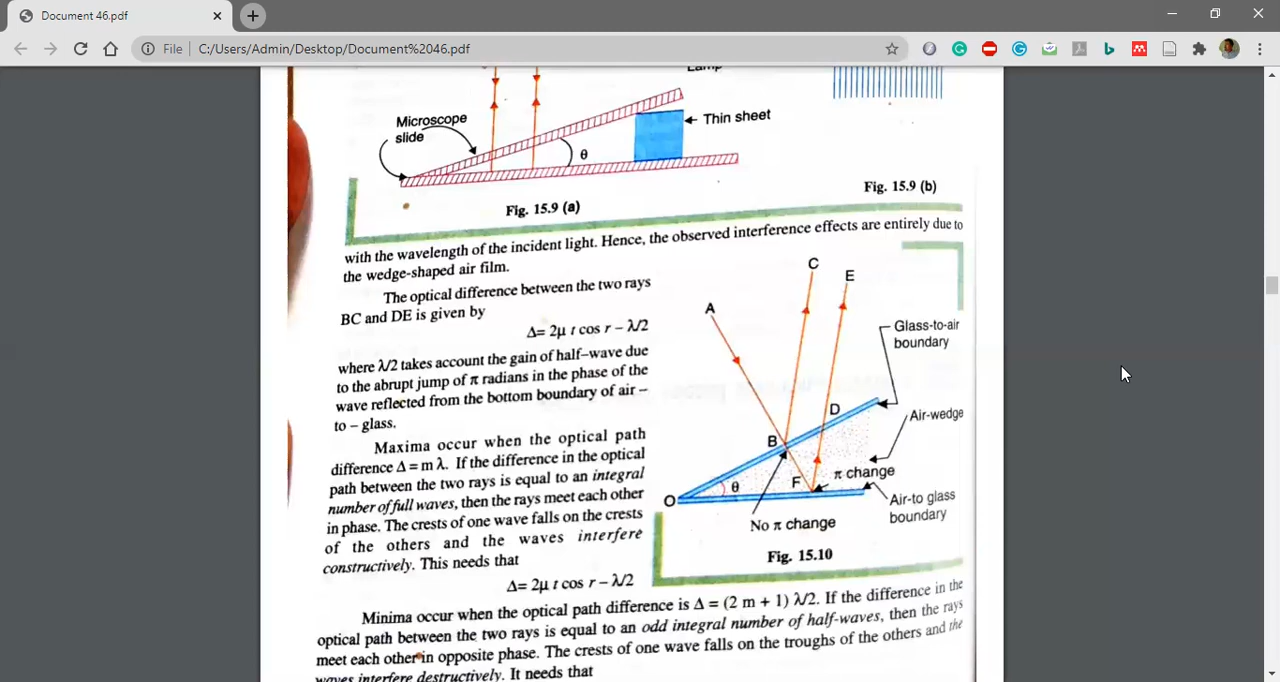 Document 46.pdf
File | C:/Users/Admin/Desktop/Document%2046.pdf
Lamp
Microscope
slide
Thin sheet
θ
Fig. 15.9 (b)
Fig. 15.9 (a)
with the wavelength of the incident light. Hence, the observed interference effects are entirely due to
the wedge-shaped air film.
The optical difference between the two rays
BC and DE is given by
Δ= 2μ t cos r – λ/2
where λ/2 takes account the gain of half–wave due
to the abrupt jump of π radians in the phase of the
wave reflected from the bottom boundary of air –
to – glass.
Maxima occur when the optical path
difference Δ = m λ. If the difference in the optical
path between the two rays is equal to an integral
number of full waves, then the rays meet each other
in phase. The crests of one wave falls on the crests
of the others and the waves interfere
constructively. This needs that
Δ= 2μ t cos r – λ/2
C
E
A
Glass-to-air
boundary
D
Air-wedge
B
π change
F
θ
O
Air-to glass
boundary
No π change
Fig. 15.10
Minima occur when the optical path difference is Δ = (2 m + 1) λ/2. If the difference in the
optical path between the two rays is equal to an odd integral number of half-waves, then the rays
meet each other in opposite phase. The crests of one wave falls on the troughs of the others and the
waves interfere destructively. It needs that